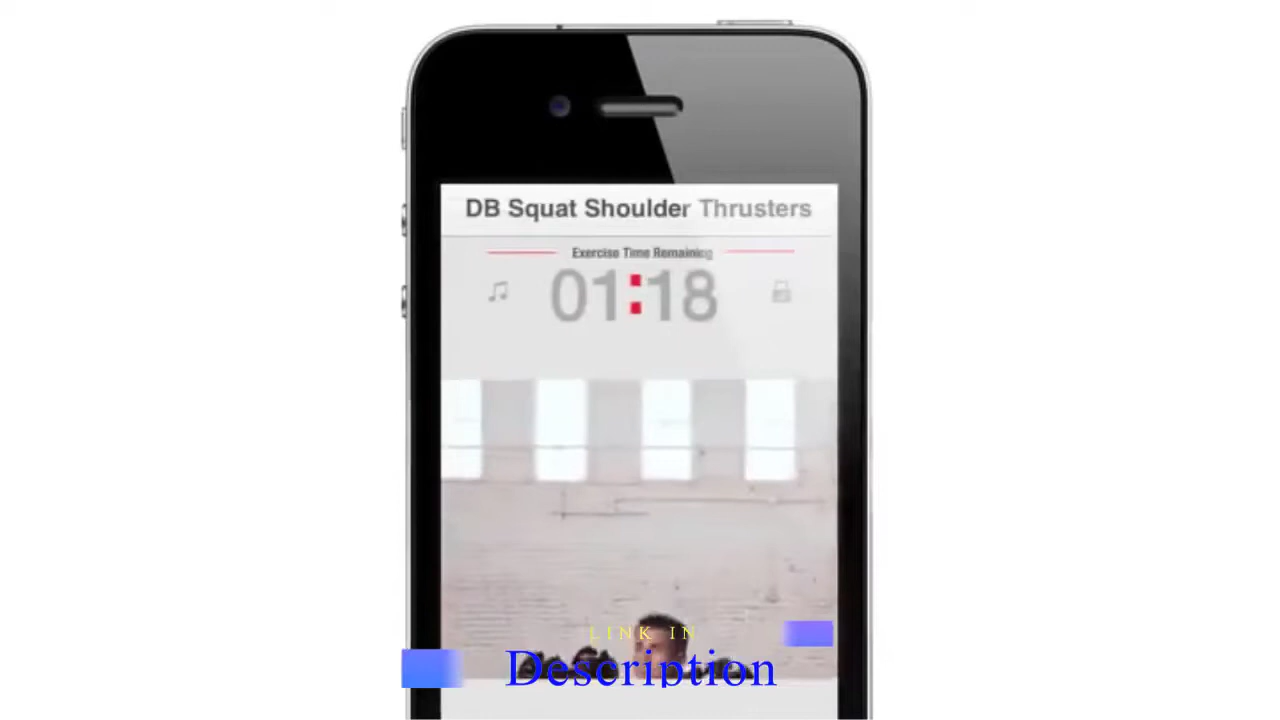 DB Squat Shoulder Thrusters
Exercise Time Remaining
01:18
LINK IN
Description